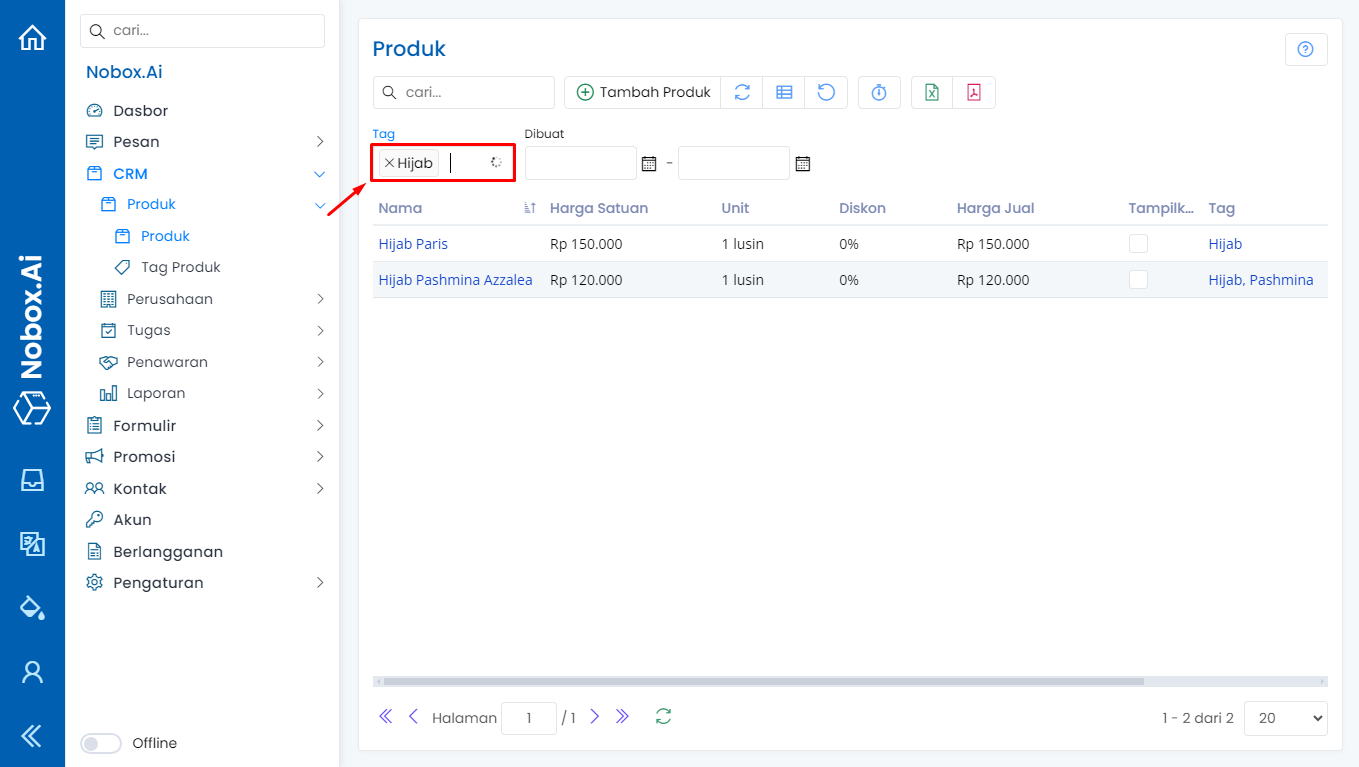 Nobox.Ai
cari...
Nobox.Ai
Dasbor
Pesan
CRM
Produk
Produk
Tag Produk
Perusahaan
Tugas
Penawaran
Laporan
Formulir
Promosi
Kontak
Akun
Berlangganan
Pengaturan
Offline
Produk
cari...
Tambah Produk
Tag
Dibuat
Hijab
-
Nama Harga Satuan Unit Diskon Harga Jual Tampilk... Tag
Hijab Paris Rp 150.000 1 lusin 0% Rp 150.000 Hijab
Hijab Pashmina Azzalea Rp 120.000 1 lusin 0% Rp 120.000 Hijab, Pashmina
Halaman 1 / 1
1 - 2 dari 2 20